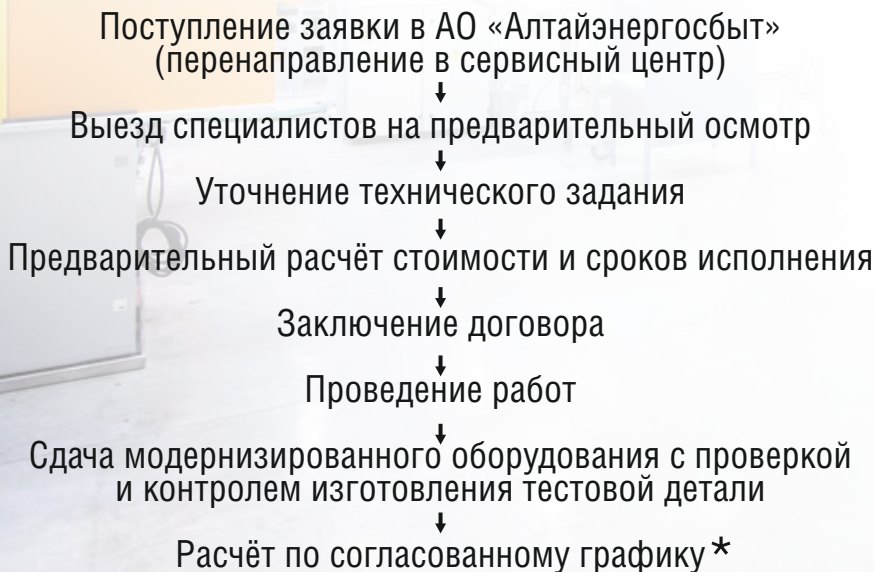 Поступление заявки в АО «Алтайэнергосбыт»
(перенаправление в сервисный центр)
Выезд специалистов на предварительный осмотр
Уточнение технического задания
Предварительный расчёт стоимости и сроков исполнения
Заключение договора
Проведение работ
Сдача модернизированного оборудования с проверкой
и контролем изготовления тестовой детали
Расчёт по согласованному графику*